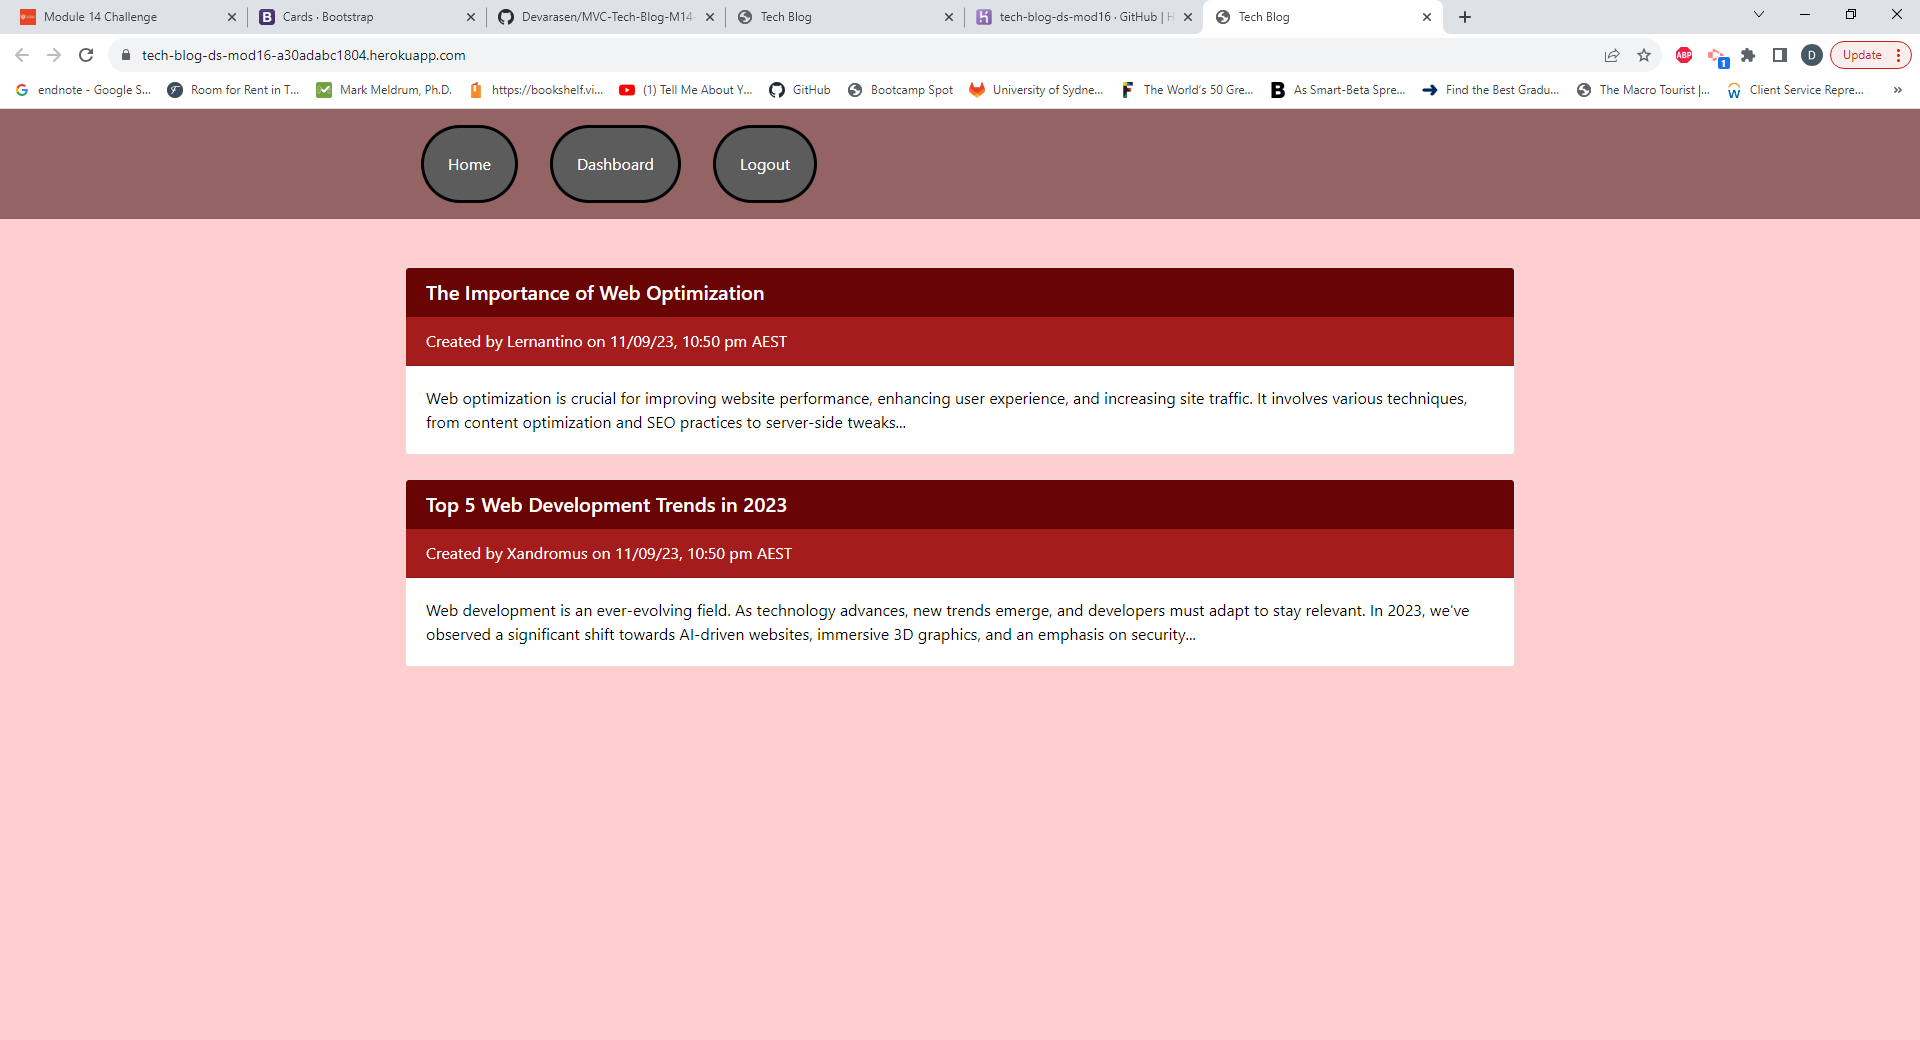 Module 14 Challenge
Cards · Bootstrap
Devarasen/MVC-Tech-Blog-M14-
Tech Blog
tech-blog-ds-mod16 · GitHub | H
Tech Blog
tech-blog-ds-mod16-a30adabc1804.herokuapp.com
ABP
1
D
Update
endnote - Google S...
Room for Rent in T...
Mark Meldrum, Ph.D.
https://bookshelf.vi...
(1) Tell Me About Y...
GitHub
Bootcamp Spot
University of Sydne...
The World's 50 Gre...
As Smart-Beta Spre...
Find the Best Gradu...
The Macro Tourist |...
Client Service Repre...
Home
Dashboard
Logout
The Importance of Web Optimization
Created by Lernantino on 11/09/23, 10:50 pm AEST
Web optimization is crucial for improving website performance, enhancing user experience, and increasing site traffic. It involves various techniques,
from content optimization and SEO practices to server-side tweaks...
Top 5 Web Development Trends in 2023
Created by Xandromus on 11/09/23, 10:50 pm AEST
Web development is an ever-evolving field. As technology advances, new trends emerge, and developers must adapt to stay relevant. In 2023, we've
observed a significant shift towards AI-driven websites, immersive 3D graphics, and an emphasis on security...